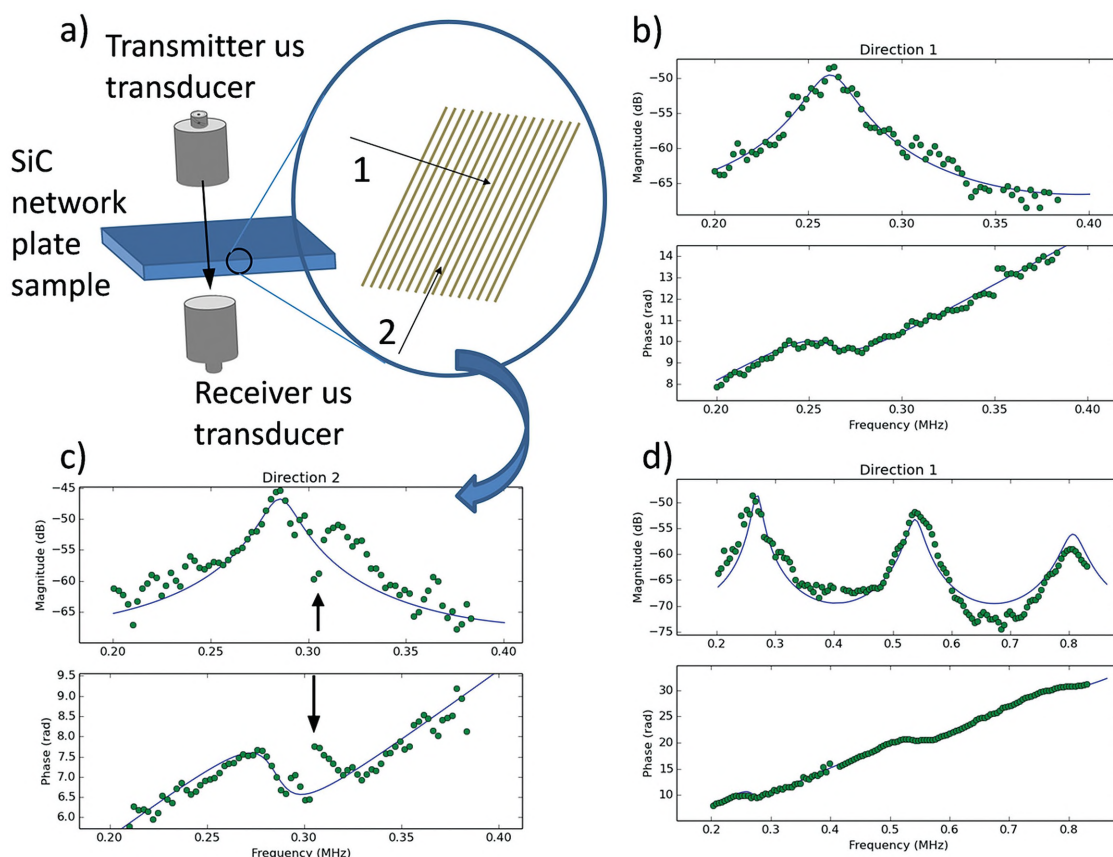 a)
Transmitter us
transducer
SiC
network
plate
sample
1
2
Receiver us
transducer
b)
Direction 1
Magnitude (dB)
−50
−55
−60
−65
0.20 0.25 0.30 0.35 0.40
Phase (rad)
14
13
12
11
10
9
8
0.20 0.25 0.30 0.35 0.40
Frequency (MHz)
c)
Direction 2
Magnitude (dB)
−45
−50
−55
−60
−65
0.20 0.25 0.30 0.35 0.40
Phase (rad)
9.5
9.0
8.5
8.0
7.5
7.0
6.5
6.0
0.20 0.25 0.30 0.35 0.40
Frequency (MHz)
d)
Direction 1
Magnitude (dB)
−50
−55
−60
−65
−70
−75
0.2 0.3 0.4 0.5 0.6 0.7 0.8
Phase (rad)
30
25
20
15
10
0.2 0.3 0.4 0.5 0.6 0.7 0.8
Frequency (MHz)